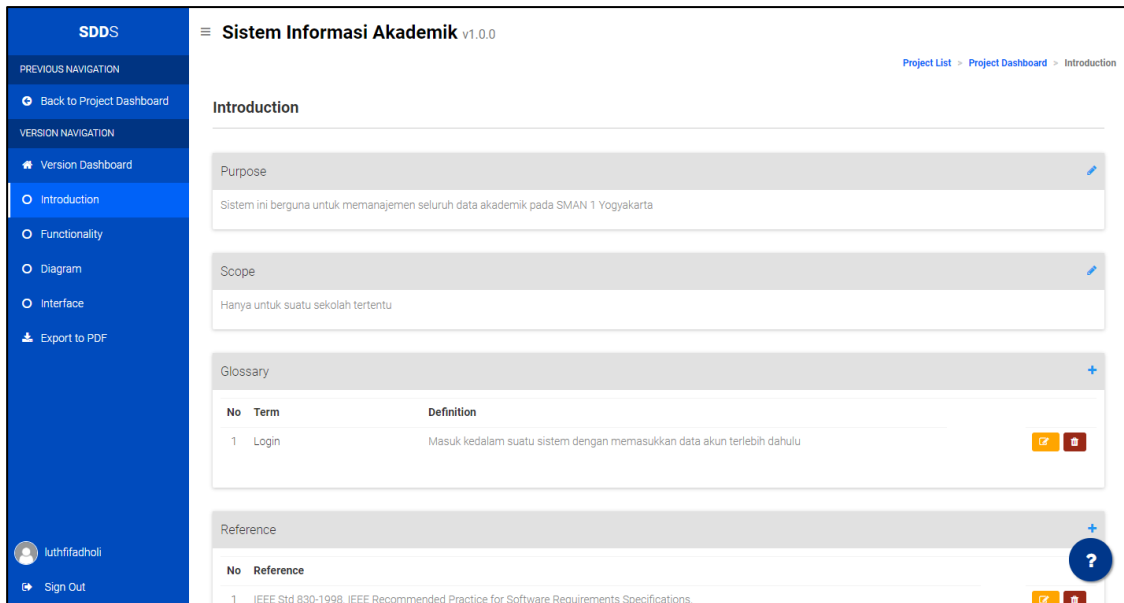 SDDS
PREVIOUS NAVIGATION
Back to Project Dashboard
VERSION NAVIGATION
Version Dashboard
Introduction
Functionality
Diagram
Interface
Export to PDF
luthfifadholi
Sign Out
Sistem Informasi Akademik v1.0.0
Project List > Project Dashboard > Introduction
Introduction
Purpose
Sistem ini berguna untuk memanajemen seluruh data akademik pada SMAN 1 Yogyakarta
Scope
Hanya untuk suatu sekolah tertentu
Glossary
No Term Definition
1 Login Masuk kedalam suatu sistem dengan memasukkan data akun terlebih dahulu
Reference
No Reference
1 IEEE Std 830-1998. IEEE Recommended Practice for Software Requirements Specifications.
?